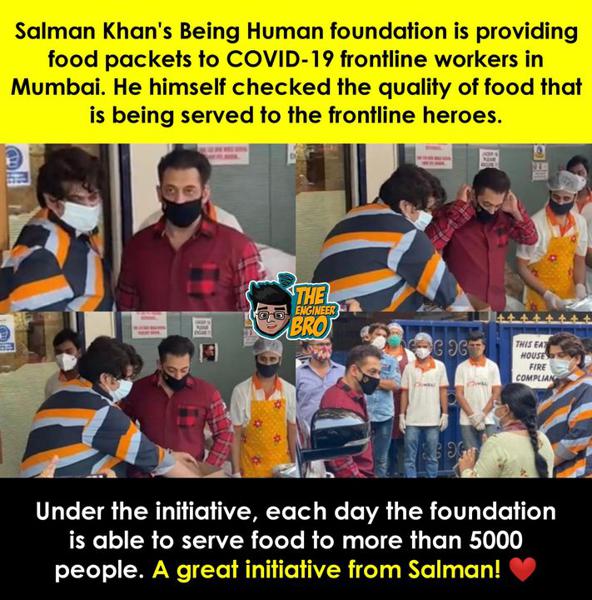 Salman Khan's Being Human foundation is providing
food packets to COVID-19 frontline workers in
Mumbai. He himself checked the quality of food that
is being served to the frontline heroes.
THE
ENGINEER
BRO
THIS EAT
HOUSE
FIRE
COMPLIAN
Under the initiative, each day the foundation
is able to serve food to more than 5000
people. A great initiative from Salman! ❤️